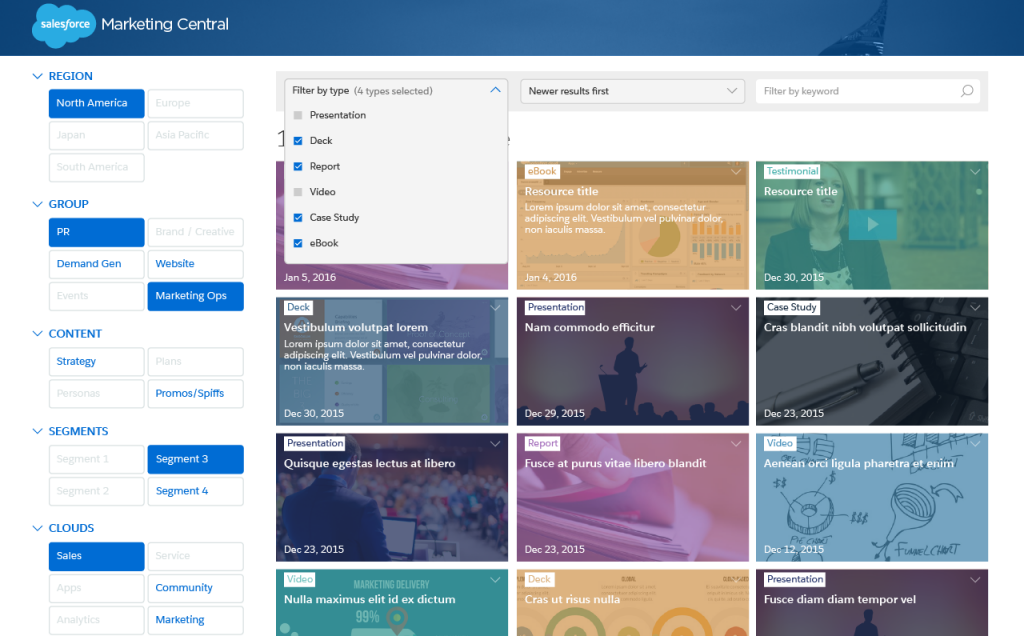 salesforce Marketing Central
REGION
North America
Europe
Japan
Asia Pacific
South America
GROUP
PR
Brand / Creative
Demand Gen
Website
Events
Marketing Ops
CONTENT
Strategy
Plans
Personas
Promos/Spiffs
SEGMENTS
Segment 1
Segment 3
Segment 2
Segment 4
CLOUDS
Sales
Service
Apps
Community
Analytics
Marketing
Filter by type (4 types selected)
Presentation
Deck
Report
Video
Case Study
eBook
Newer results first
Filter by keyword
Jan 5, 2016
eBook
Resource title
Lorem ipsum dolor sit amet, consectetur
adipiscing elit. Vestibulum vel pulvinar dolor,
non iaculis massa.
Jan 4, 2016
Testimonial
Resource title
Dec 30, 2015
Deck
Vestibulum volutpat lorem
Lorem ipsum dolor sit amet, consectetur
adipiscing elit. Vestibulum vel pulvinar dolor,
non iaculis massa.
Dec 30, 2015
Presentation
Nam commodo efficitur
Dec 29, 2015
Case Study
Cras blandit nibh volutpat sollicitudin
Dec 23, 2015
Presentation
Quisque egestas lectus at libero
Dec 23, 2015
Report
Fusce at purus vitae libero blandit
Dec 23, 2015
Video
Aenean orci ligula pharetra et enim
$$
$
$$$
PIE CHART
FUNNEL CHART
Dec 12, 2015
Video
MARKETING DELIVERY
Nulla maximus elit id ex dictum
99%
Deck
Cras ut risus nulla
Presentation
Fusce diam diam tempor vel